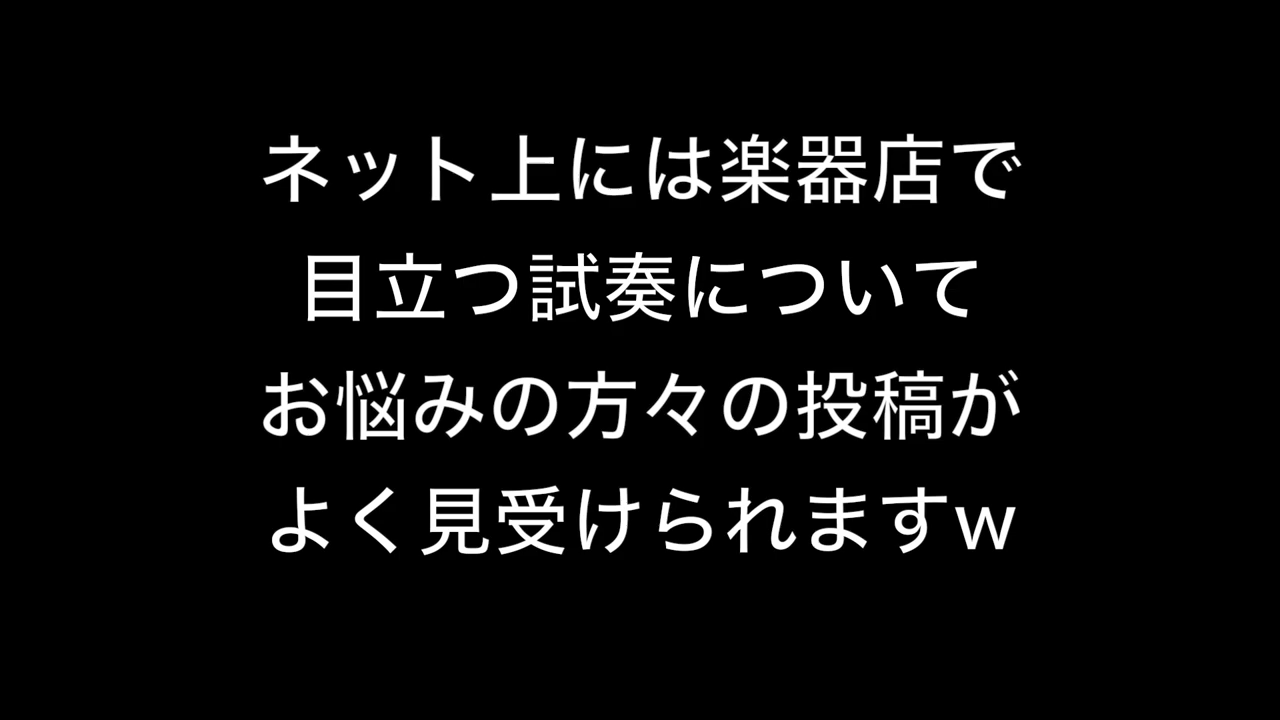 ネット上には楽器店で
目立つ試奏について
お悩みの方々の投稿が
よく見受けられますw